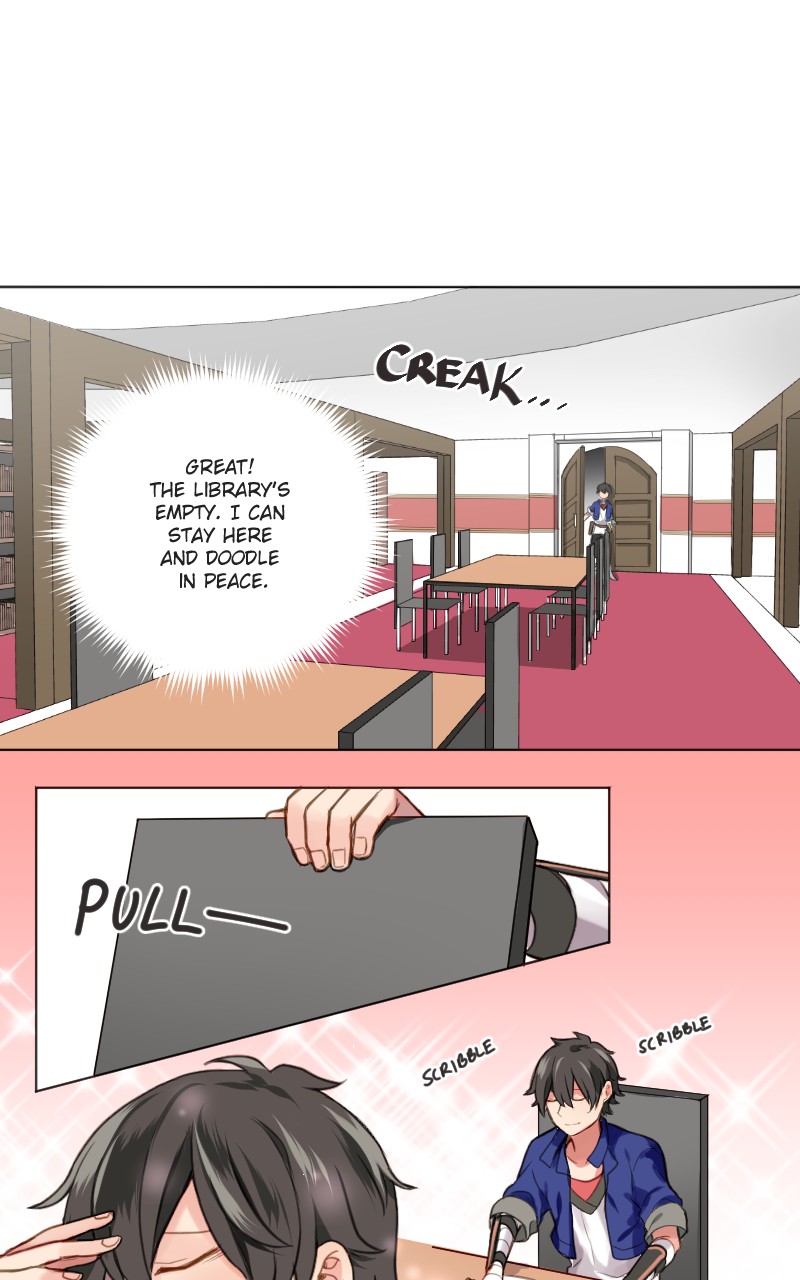 CREAK...
GREAT!
THE LIBRARY'S
EMPTY. I CAN
STAY HERE
AND DOODLE
IN PEACE.
PULL—
SCRIBBLE
SCRIBBLE